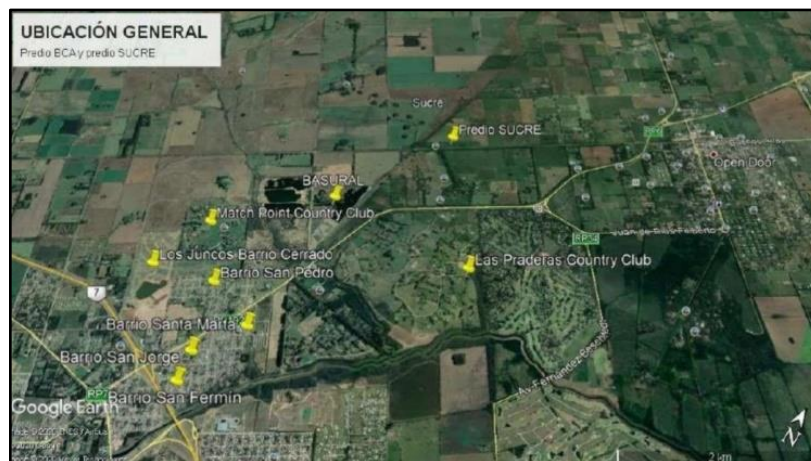 UBICACIÓN GENERAL
Predio BCA y predio SUCRE
Sucre
Predio SUCRE
Open Door
BASURAL
Match Point Country Club
Los Juncos Barrio Cerrado
Barrio San Pedro
Las Praderas Country Club
7
Barrio Santa Marta
Barrio San Jorge
Barrio San Fermín
RP7
Google Earth
N
2 km